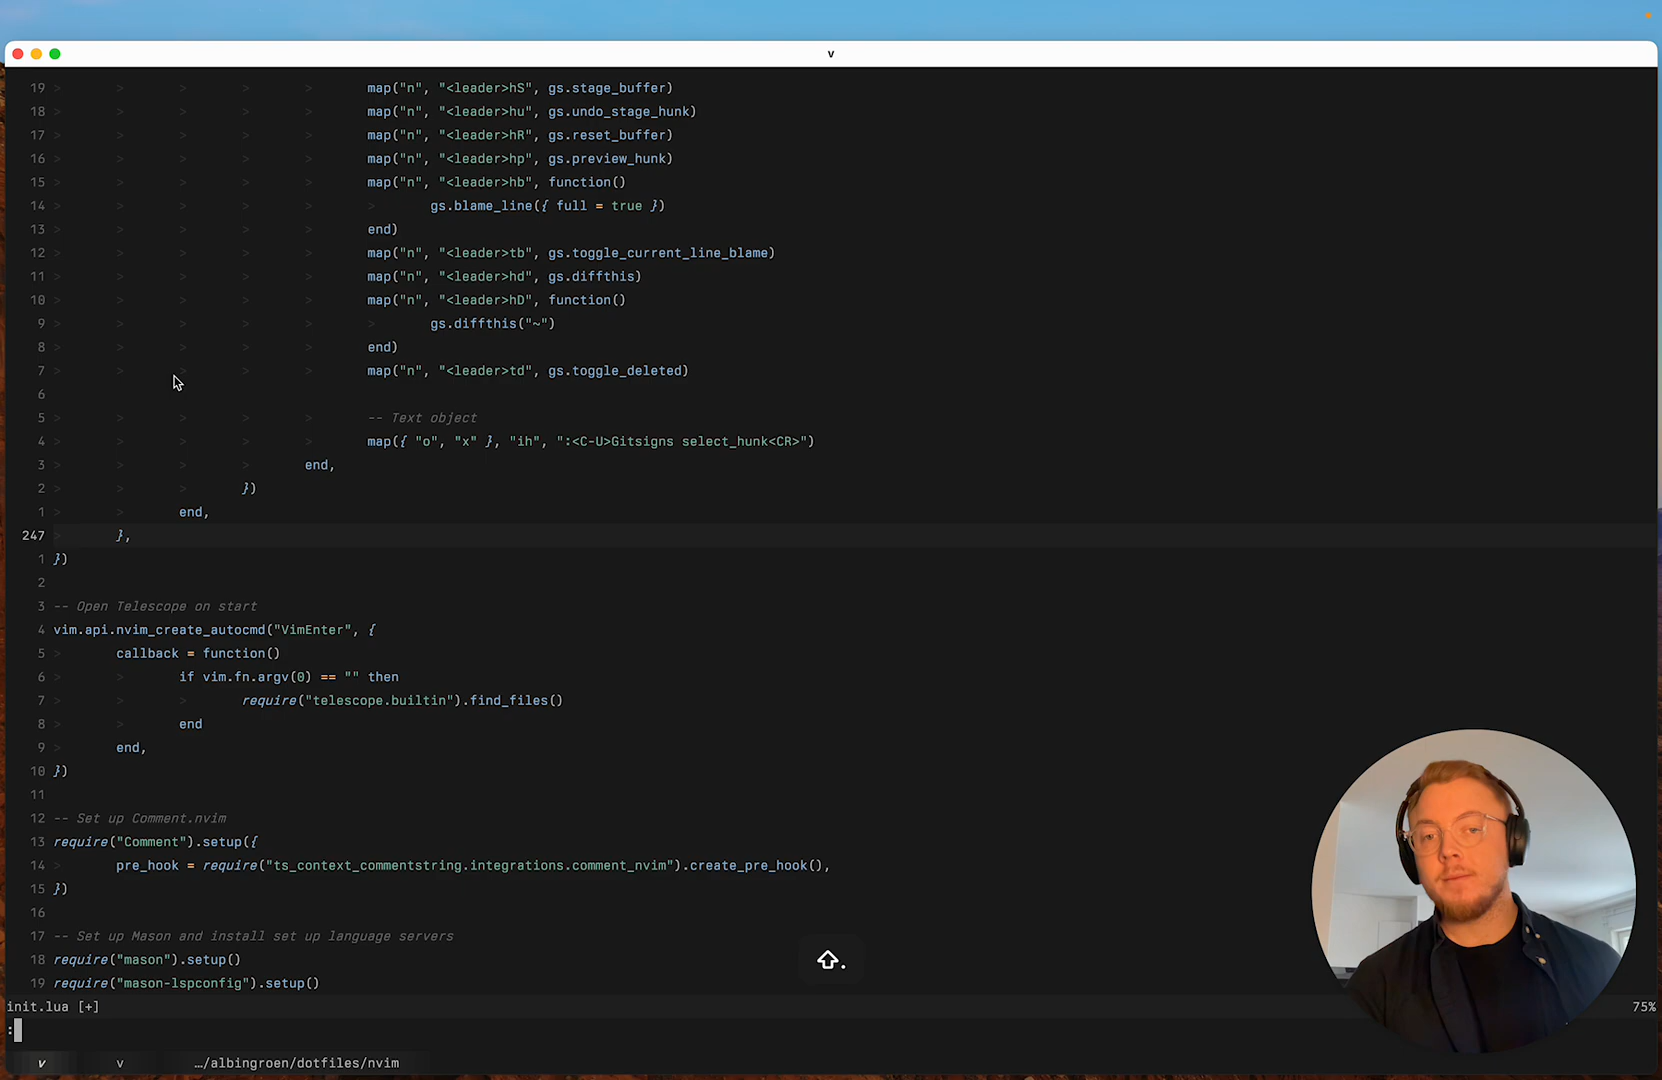 v
19 > > > > > map("n", "<leader>hS", gs.stage_buffer)
18 > > > > > map("n", "<leader>hu", gs.undo_stage_hunk)
17 > > > > > map("n", "<leader>hR", gs.reset_buffer)
16 > > > > > map("n", "<leader>hp", gs.preview_hunk)
15 > > > > > map("n", "<leader>hb", function()
14 > > > > > > gs.blame_line({ full = true })
13 > > > > > end)
12 > > > > > map("n", "<leader>tb", gs.toggle_current_line_blame)
11 > > > > > map("n", "<leader>hd", gs.diffthis)
10 > > > > > map("n", "<leader>hD", function()
9 > > > > > > gs.diffthis("~")
8 > > > > > end)
7 > > > > > map("n", "<leader>td", gs.toggle_deleted)
6
5 > > > > > -- Text object
4 > > > > > map({ "o", "x" }, "ih", ":<C-U>Gitsigns select_hunk<CR>")
3 > > > > end,
2 > > > })
1 > > end,
247 > },
1 })
2
3 -- Open Telescope on start
4 vim.api.nvim_create_autocmd("VimEnter", {
5 > callback = function()
6 > > if vim.fn.argv(0) == "" then
7 > > > require("telescope.builtin").find_files()
8 > > end
9 > end,
10 })
11
12 -- Set up Comment.nvim
13 require("Comment").setup({
14 > pre_hook = require("ts_context_commentstring.integrations.comment_nvim").create_pre_hook(),
15 })
16
17 -- Set up Mason and install set up language servers
18 require("mason").setup()
19 require("mason-lspconfig").setup()
⇧.
init.lua [+] 75%
:
v v …/albingroen/dotfiles/nvim